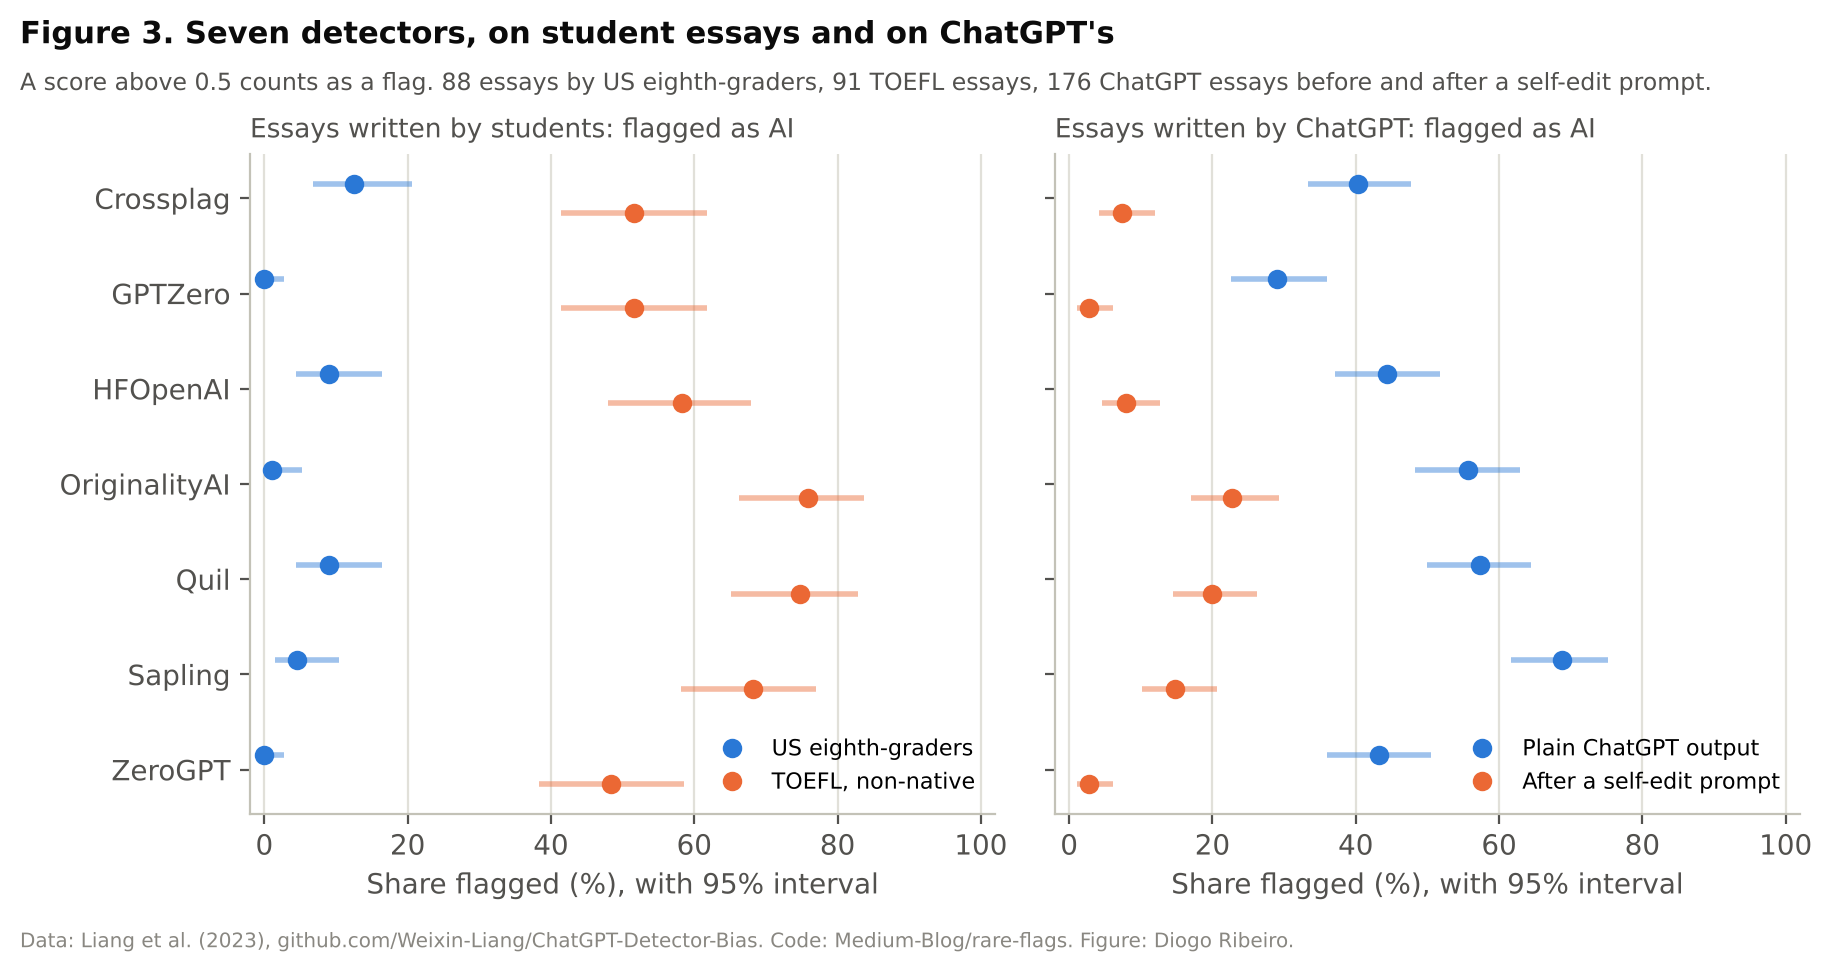 Figure 3. Seven detectors, on student essays and on ChatGPT's
A score above 0.5 counts as a flag. 88 essays by US eighth-graders, 91 TOEFL essays, 176 ChatGPT essays before and after a self-edit prompt.
Essays written by students: flagged as AI
Crossplag
GPTZero
HFOpenAI
OriginalityAI
Quil
Sapling
ZeroGPT
US eighth-graders
TOEFL, non-native
0 20 40 60 80 100
Share flagged (%), with 95% interval
Essays written by ChatGPT: flagged as AI
Plain ChatGPT output
After a self-edit prompt
0 20 40 60 80 100
Share flagged (%), with 95% interval
Data: Liang et al. (2023), github.com/Weixin-Liang/ChatGPT-Detector-Bias. Code: Medium-Blog/rare-flags. Figure: Diogo Ribeiro.